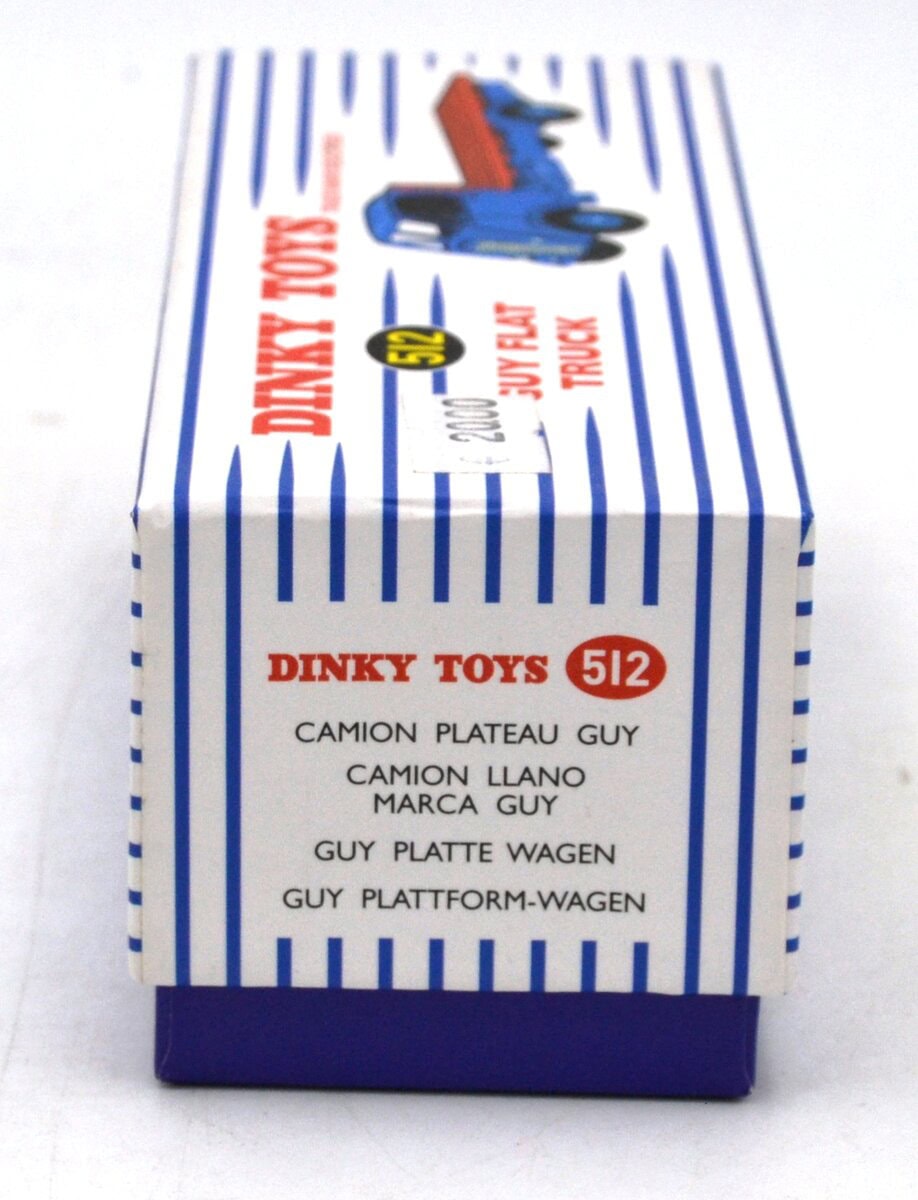 DINKY TOYS
512
GUY FLAT
TRUCK
2000
DINKY TOYS 512
CAMION PLATEAU GUY
CAMION LLANO
MARCA GUY
GUY PLATTE WAGEN
GUY PLATTFORM-WAGEN